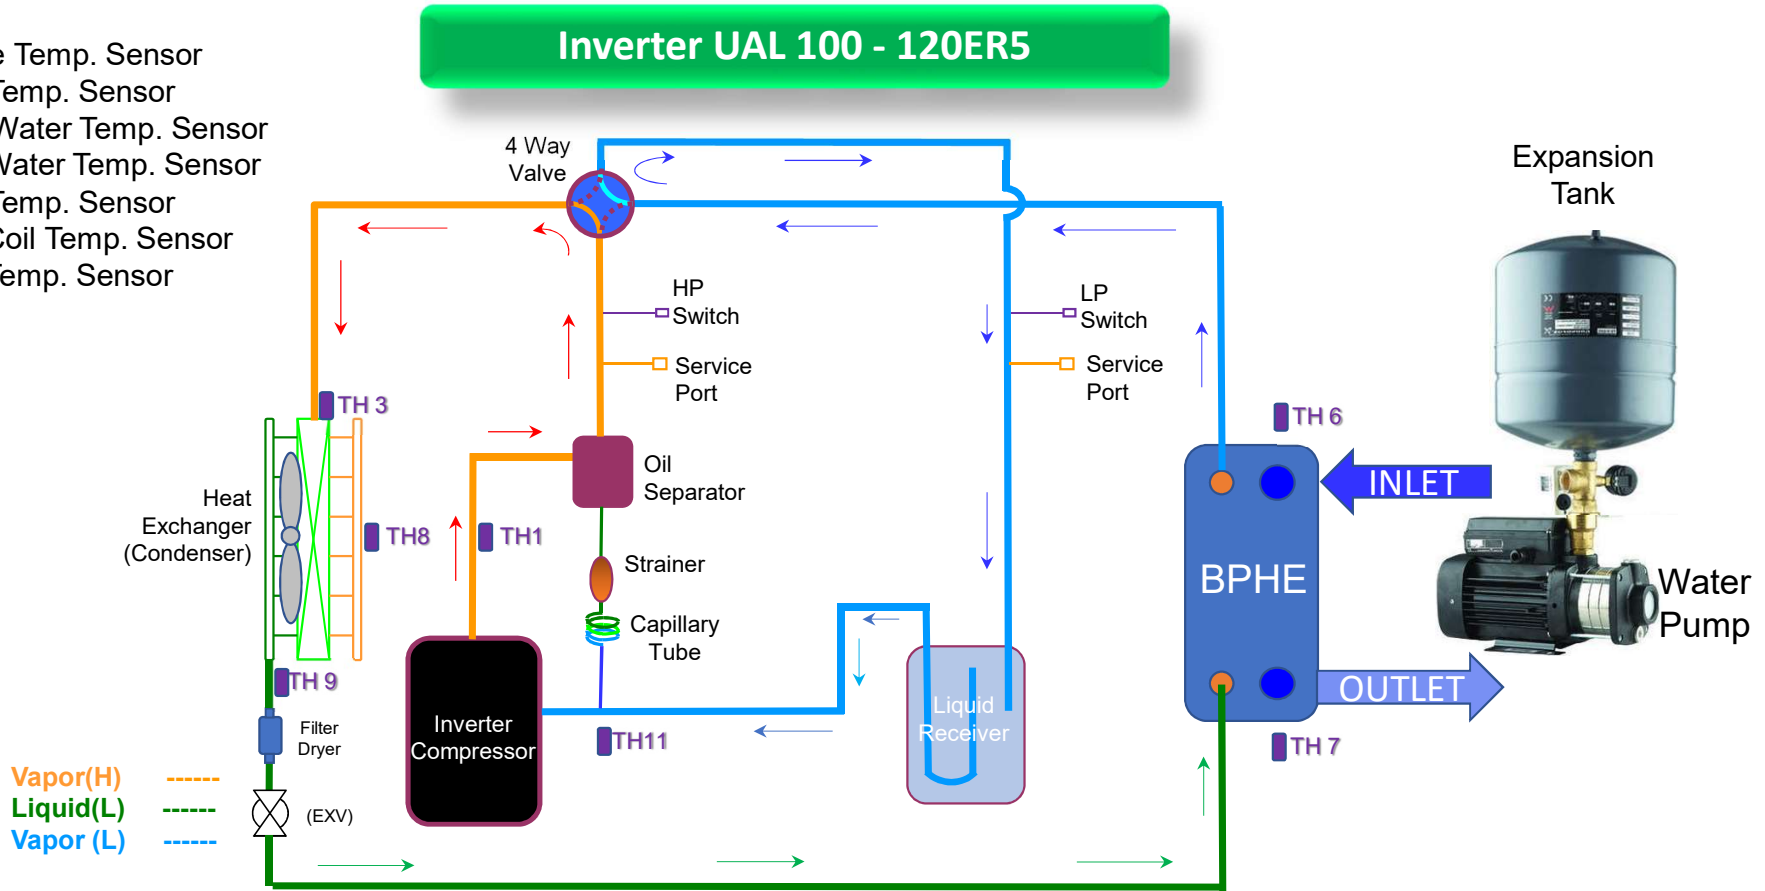 Inverter UAL 100 - 120ER5
e Temp. Sensor
Temp. Sensor
Water Temp. Sensor
Water Temp. Sensor
Temp. Sensor
Coil Temp. Sensor
Temp. Sensor
4 Way
Valve
Expansion
Tank
HP
Switch
LP
Switch
Service
Port
Service
Port
TH 3
TH 6
Oil
Separator
INLET
Heat
Exchanger
(Condenser)
TH8
TH1
Strainer
BPHE
Water
Pump
Capillary
Tube
TH 9
OUTLET
Liquid
Receiver
Inverter
Compressor
Filter
Dryer
TH11
TH 7
Vapor(H) ------
Liquid(L) ------
Vapor (L) ------
(EXV)